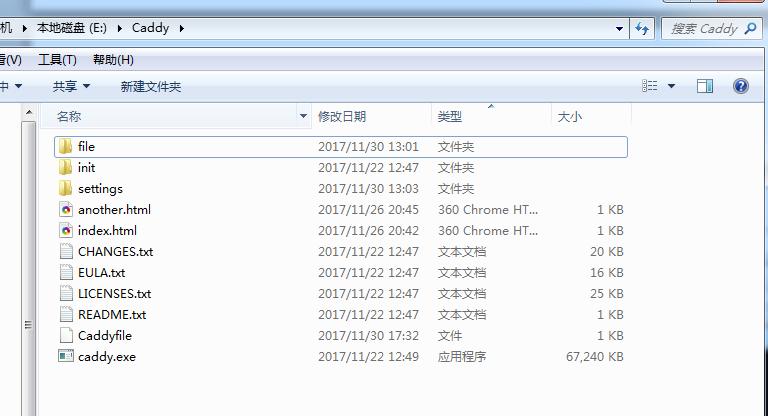 机 本地磁盘 (E:) Caddy 搜索 Caddy
看(V) 工具(T) 帮助(H)
中 共享 新建文件夹
名称 修改日期 类型 大小
file 2017/11/30 13:01 文件夹
init 2017/11/22 12:47 文件夹
settings 2017/11/30 13:03 文件夹
another.html 2017/11/26 20:45 360 Chrome HT... 1 KB
index.html 2017/11/26 20:42 360 Chrome HT... 1 KB
CHANGES.txt 2017/11/22 12:47 文本文档 20 KB
EULA.txt 2017/11/22 12:47 文本文档 16 KB
LICENSES.txt 2017/11/22 12:47 文本文档 25 KB
README.txt 2017/11/22 12:47 文本文档 1 KB
Caddyfile 2017/11/30 17:32 文件 1 KB
caddy.exe 2017/11/22 12:49 应用程序 67,240 KB